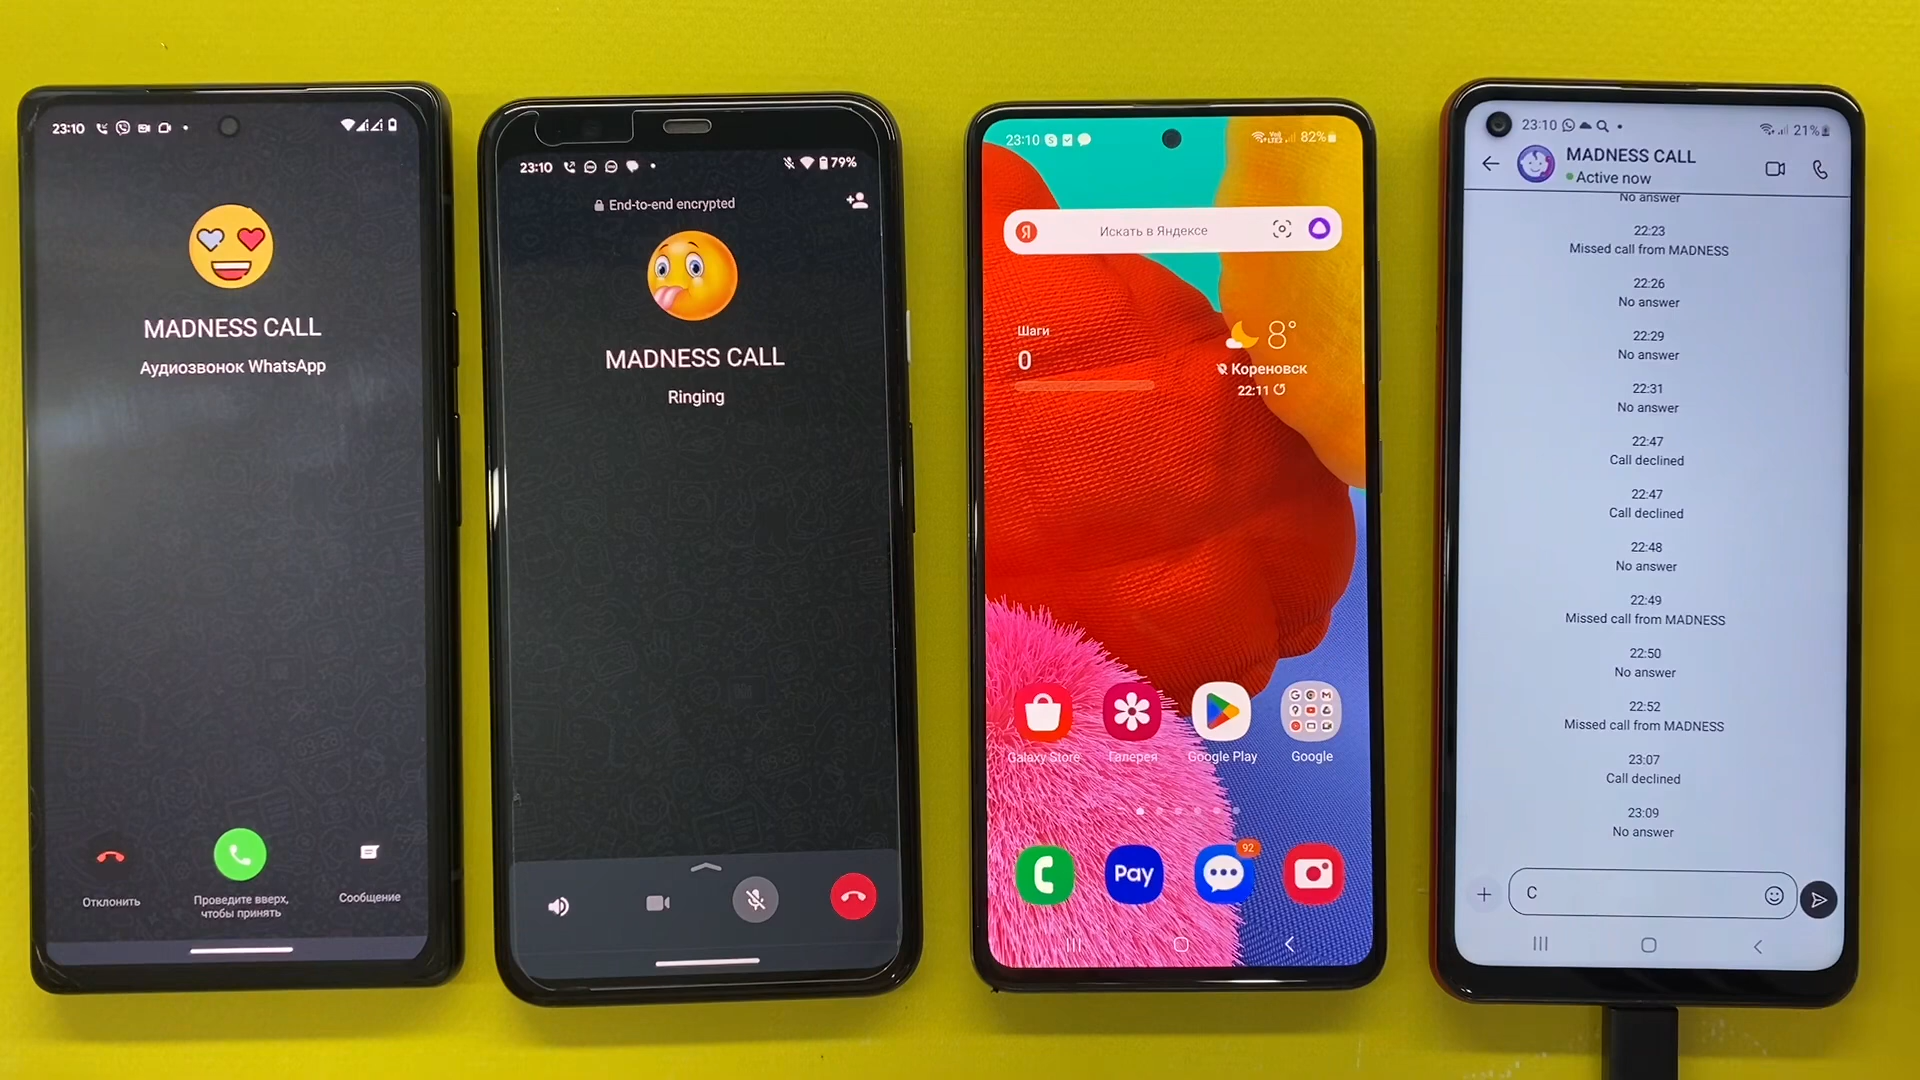 23:10
MADNESS CALL
Аудиозвонок WhatsApp
Отклонить
Проведите вверх,
чтобы принять
Сообщение
23:10
79%
End-to-end encrypted
MADNESS CALL
Ringing
23:10
82%
Я
Искать в Яндексе
Шаги
0
8°
Кореновск
22:11
Galaxy Store
Галерея
Google Play
Google
Pay
92
23:10
21%
MADNESS CALL
Active now
No answer
22:23
Missed call from MADNESS
22:26
No answer
22:29
No answer
22:31
No answer
22:47
Call declined
22:47
Call declined
22:48
No answer
22:49
Missed call from MADNESS
22:50
No answer
22:52
Missed call from MADNESS
23:07
Call declined
23:09
No answer
C